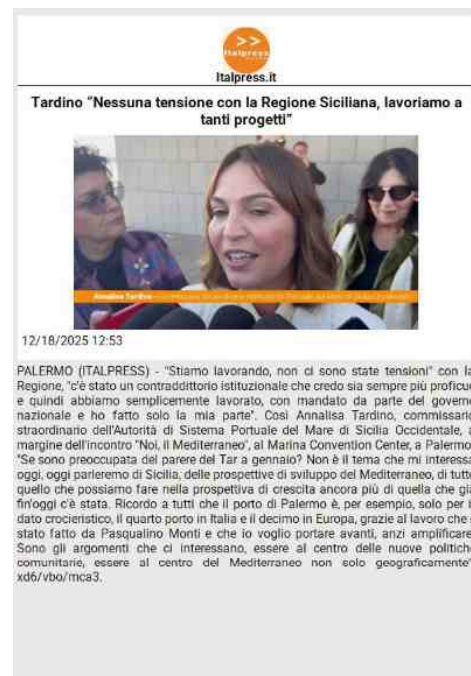 >>
Italpress
Italpress.it
Tardino "Nessuna tensione con la Regione Siciliana, lavoriamo a
tanti progetti"
Annalisa Tardino
12/18/2025 12:53
PALERMO (ITALPRESS) - "Stiamo lavorando, non ci sono state tensioni" con la
Regione, "c'è stato un contraddittorio istituzionale che credo sia sempre più proficuo
e quindi abbiamo semplicemente lavorato, con mandato da parte del governo
nazionale e ho fatto solo la mia parte". Così Annalisa Tardino, commissario
straordinario dell'Autorità di Sistema Portuale del Mare di Sicilia Occidentale, a
margine dell'incontro "Noi, il Mediterraneo", al Marina Convention Center, a Palermo.
"Se sono preoccupata del parere del Tar a gennaio? Non è il tema che mi interessa
oggi, oggi parleremo di Sicilia, delle prospettive di sviluppo del Mediterraneo, di tutto
quello che possiamo fare nella prospettiva di crescita ancora più di quella che già
fin'oggi c'è stata. Ricordo a tutti che il porto di Palermo è, per esempio, solo per il
dato crocieristico, il quarto porto in Italia e il decimo in Europa, grazie al lavoro che
stato fatto da Pasqualino Monti e che io voglio portare avanti, anzi amplificare.
Sono gli argomenti che ci interessano, essere al centro delle nuove politiche
comunitarie, essere al centro del Mediterraneo non solo geograficamente".
xd6/vbo/mca3.